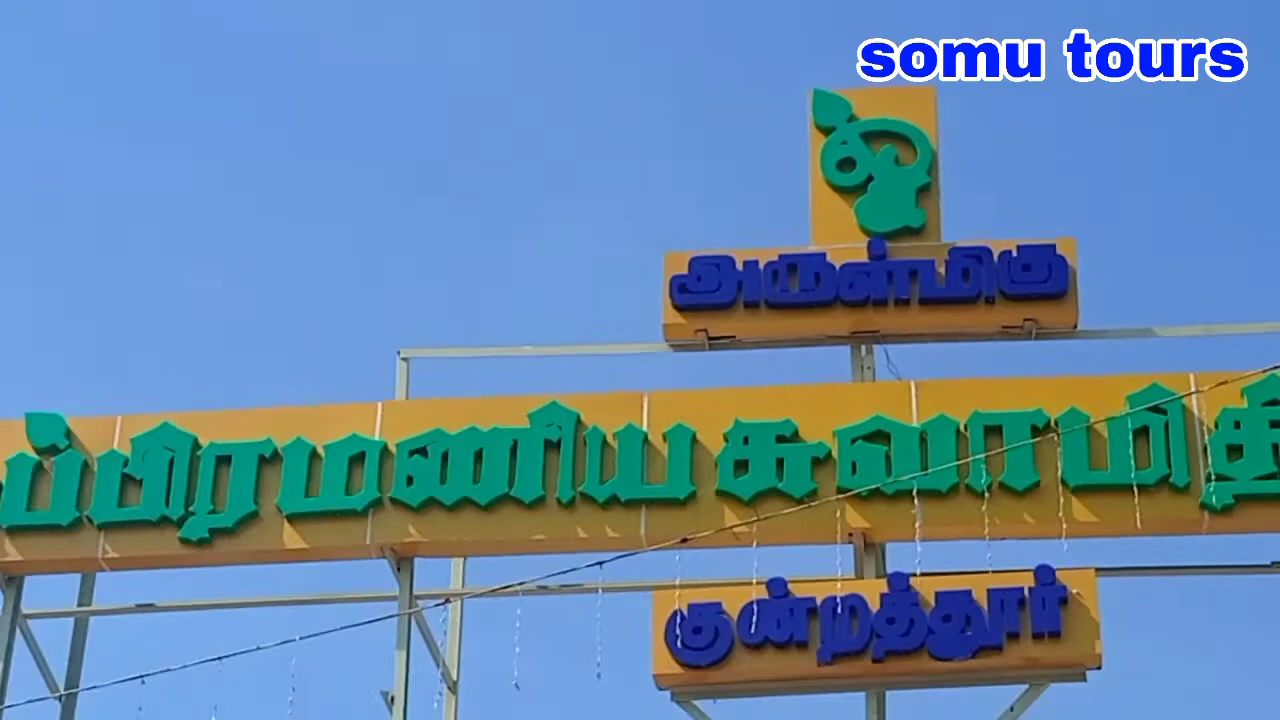 somu tours
ஓ
அருள்மிகு
ப்பிரமணிய சுவாமி தி
குன்றத்தூர்